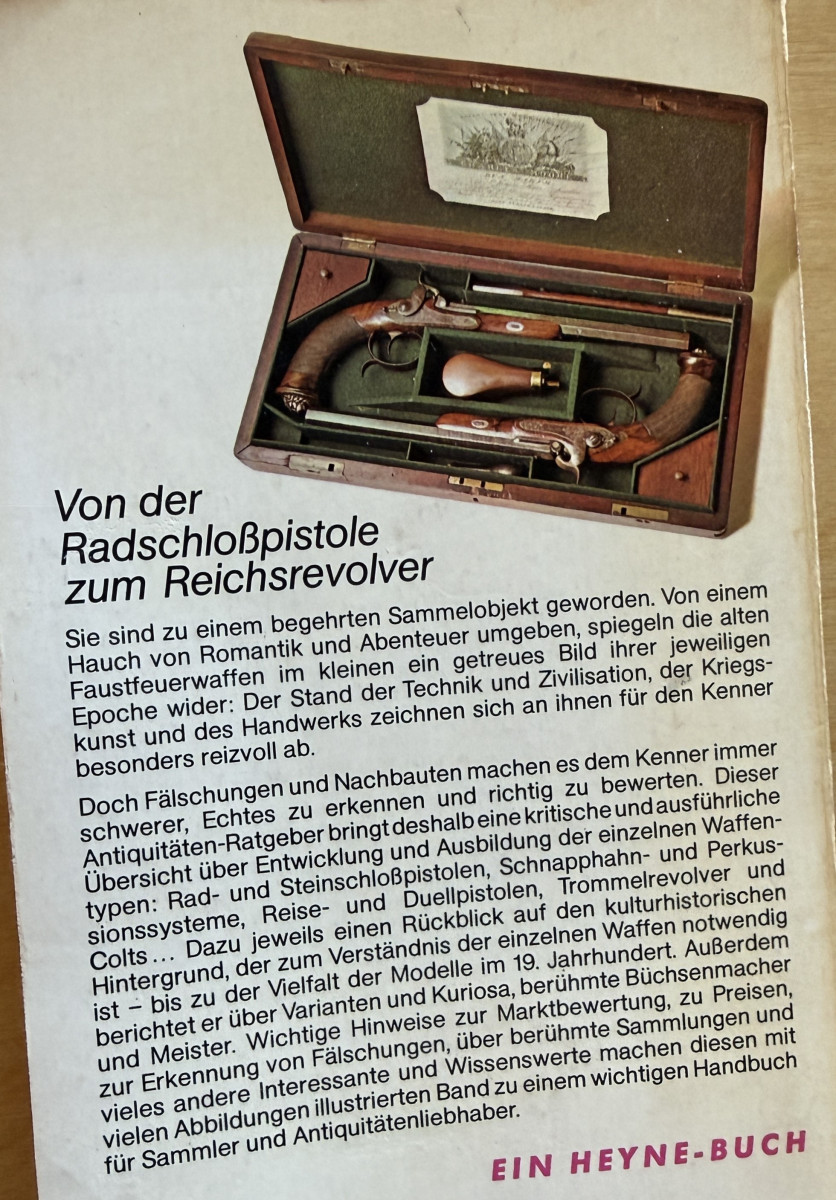 Von der
Radschloßpistole
zum Reichsrevolver
Sie sind zu einem begehrten Sammelobjekt geworden. Von einem
Hauch von Romantik und Abenteuer umgeben, spiegeln die alten
Faustfeuerwaffen im kleinen ein getreues Bild ihrer jeweiligen
Epoche wider: Der Stand der Technik und Zivilisation, der Kriegs-
kunst und des Handwerks zeichnen sich an ihnen für den Kenner
besonders reizvoll ab.
Doch Fälschungen und Nachbauten machen es dem Kenner immer
schwerer, Echtes zu erkennen und richtig zu bewerten. Dieser
Antiquitäten-Ratgeber bringt deshalb eine kritische und ausführliche
Übersicht über Entwicklung und Ausbildung der einzelnen Waffen-
typen: Rad- und Steinschloßpistolen, Schnapphahn- und Perkus-
sionssysteme, Reise- und Duellpistolen, Trommelrevolver und
Colts... Dazu jeweils einen Rückblick auf den kulturhistorischen
Hintergrund, der zum Verständnis der einzelnen Waffen notwendig
ist – bis zu der Vielfalt der Modelle im 19. Jahrhundert. Außerdem
berichtet er über Varianten und Kuriosa, berühmte Büchsenmacher
und Meister. Wichtige Hinweise zur Marktbewertung, zu Preisen,
zur Erkennung von Fälschungen, über berühmte Sammlungen und
vieles andere Interessante und Wissenswerte machen diesen mit
vielen Abbildungen illustrierten Band zu einem wichtigen Handbuch
für Sammler und Antiquitätenliebhaber.
EIN HEYNE-BUCH